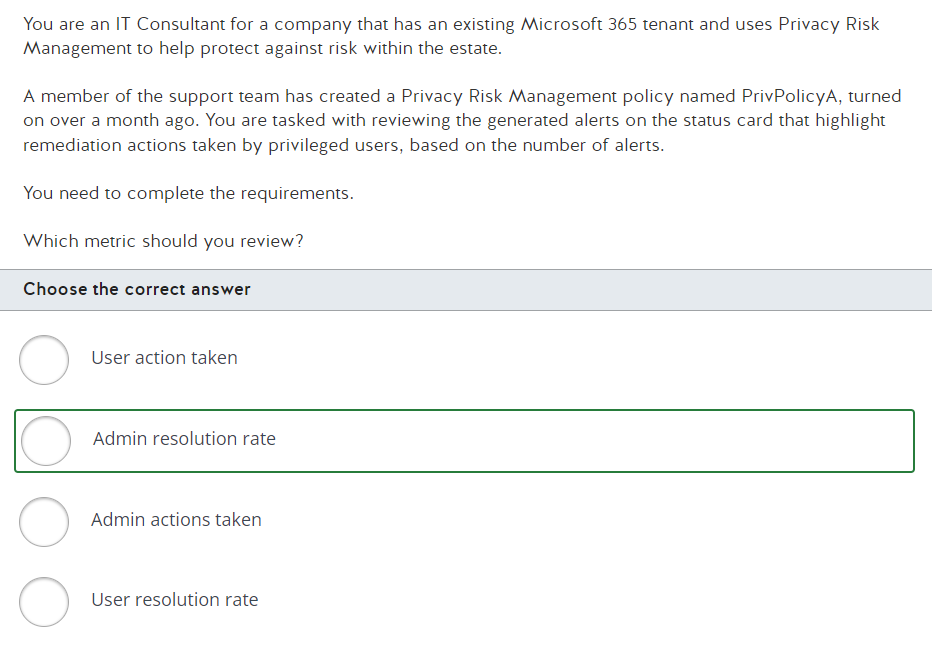 You are an IT Consultant for a company that has an existing Microsoft 365 tenant and uses Privacy Risk
Management to help protect against risk within the estate.
A member of the support team has created a Privacy Risk Management policy named PrivPolicyA, turned
on over a month ago. You are tasked with reviewing the generated alerts on the status card that highlight
remediation actions taken by privileged users, based on the number of alerts.
You need to complete the requirements.
Which metric should you review?
Choose the correct answer
User action taken
Admin resolution rate
Admin actions taken
User resolution rate